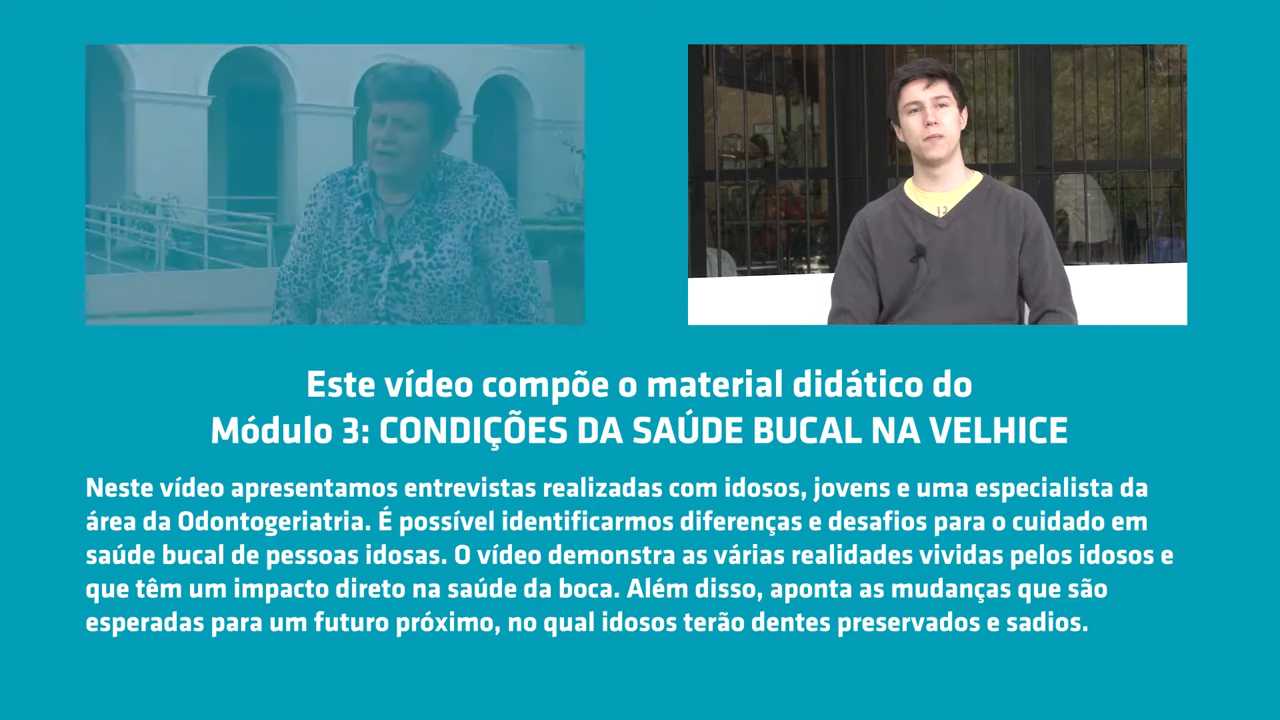 Este vídeo compõe o material didático do
Módulo 3: CONDIÇÕES DA SAÚDE BUCAL NA VELHICE
Neste vídeo apresentamos entrevistas realizadas com idosos, jovens e uma especialista da
área da Odontogeriatria. É possível identificarmos diferenças e desafios para o cuidado em
saúde bucal de pessoas idosas. O vídeo demonstra as várias realidades vividas pelos idosos e
que têm um impacto direto na saúde da boca. Além disso, aponta as mudanças que são
esperadas para um futuro próximo, no qual idosos terão dentes preservados e sadios.